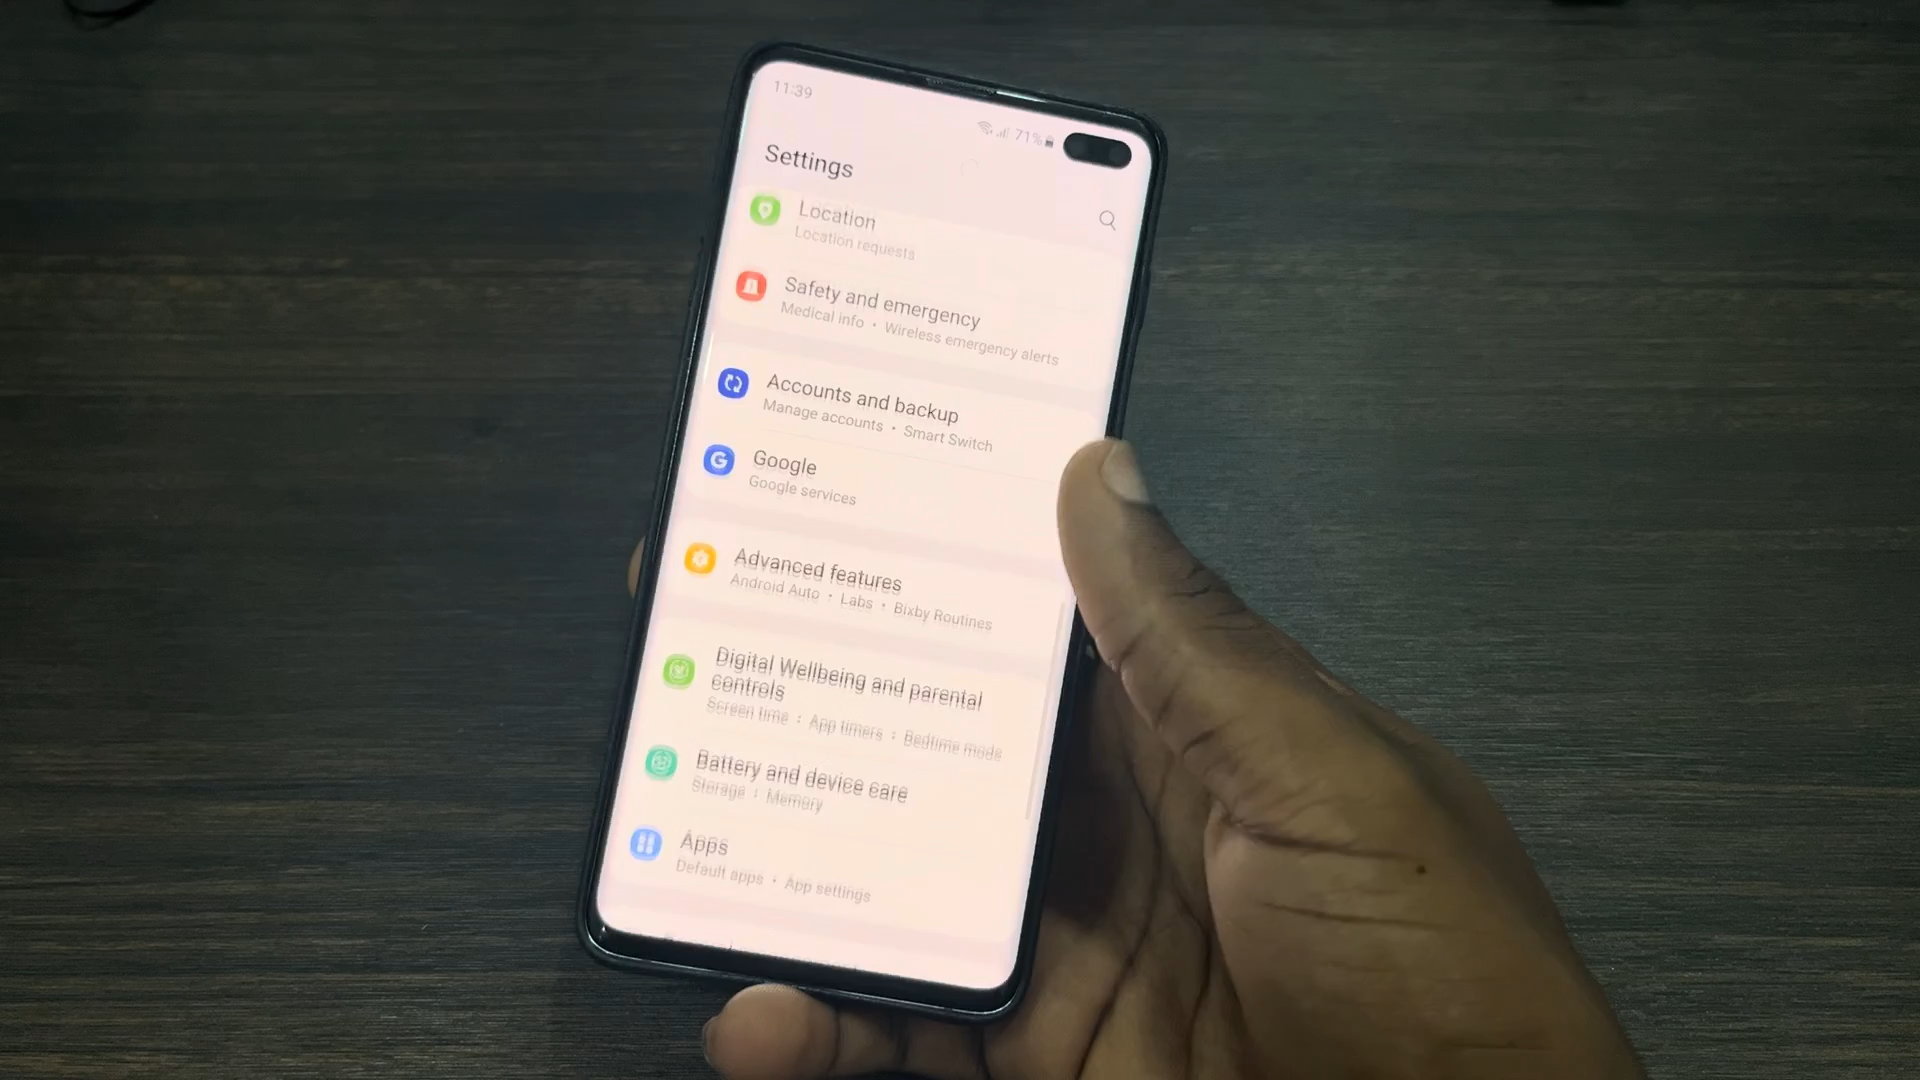 11:39
71%
Settings
Location
Location requests
Safety and emergency
Medical info • Wireless emergency alerts
Accounts and backup
Manage accounts • Smart Switch
Google
Google services
Advanced features
Android Auto • Labs • Bixby Routines
Digital Wellbeing and parental
controls
Screen time • App timers • Bedtime mode
Battery and device care
Storage • Memory
Apps
Default apps • App settings